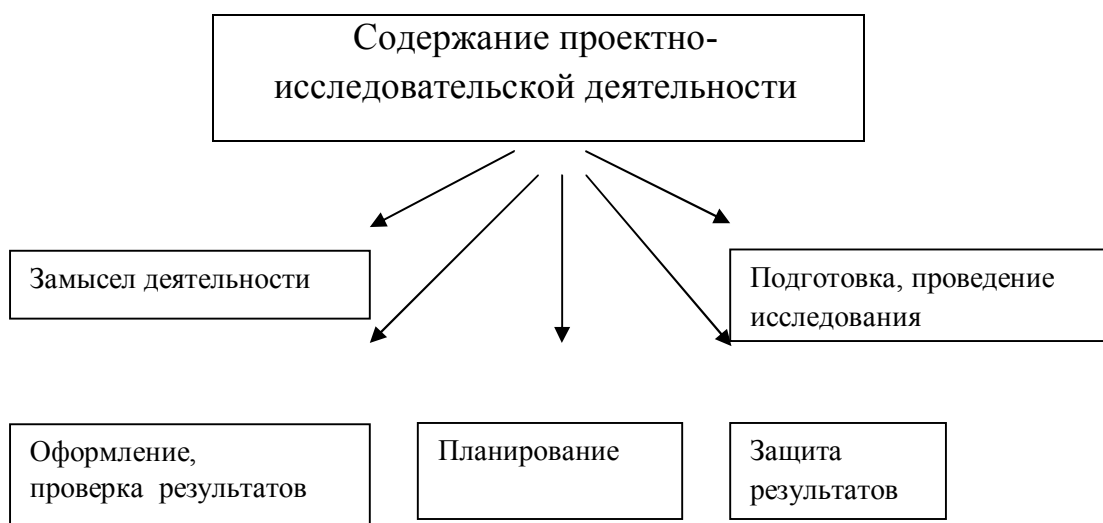 Содержание проектно-
исследовательской деятельности
Замысел деятельности
Подготовка, проведение
исследования
Оформление,
проверка результатов
Планирование
Защита
результатов